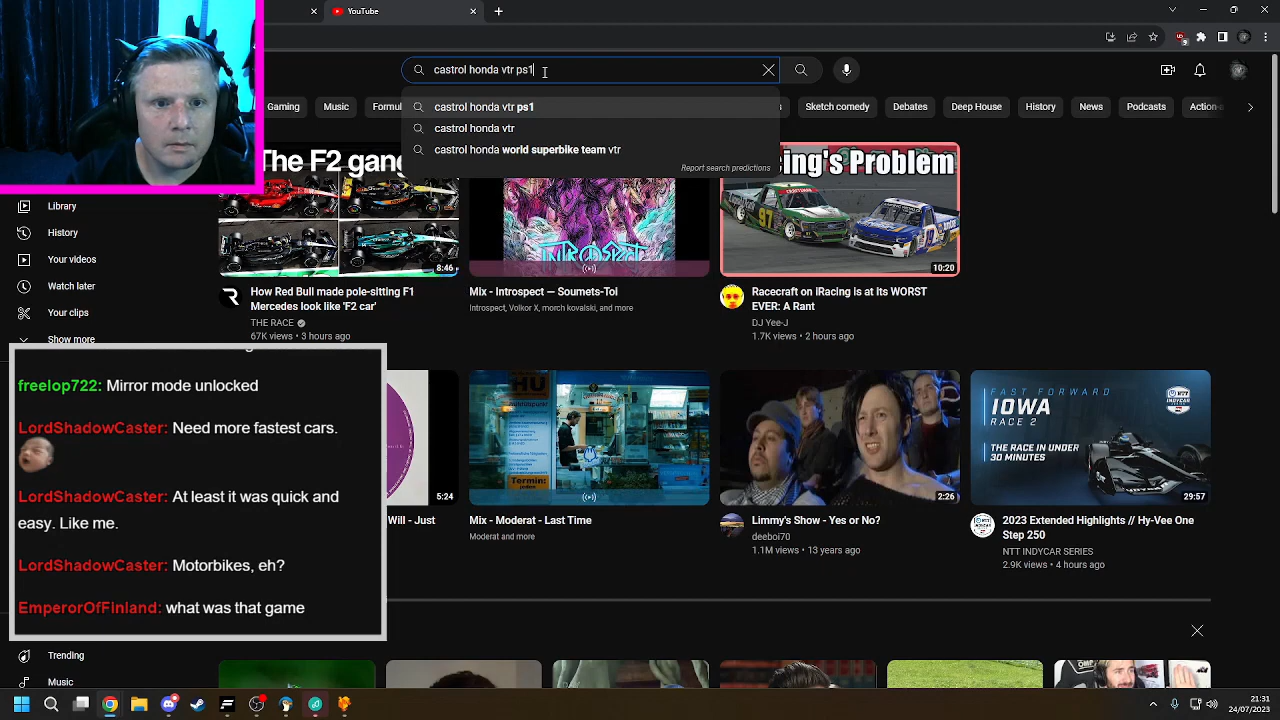 YouTube
castrol honda vtr ps1
castrol honda vtr ps1
castrol honda vtr
castrol honda world superbike team vtr
Report search predictions
Gaming
Music
Formul
Sketch comedy
Debates
Deep House
History
News
Podcasts
Action-a
The F2 gang
ing's Problem
8:46
10:20
How Red Bull made pole-sitting F1
Mercedes look like 'F2 car'
THE RACE
67K views • 3 hours ago
Mix - Introspect — Soumets-Toi
Introspect, Volkor X, morch kovalski, and more
Racecraft on IRacing is at its WORST
EVER: A Rant
DJ Yee-J
1.7K views • 2 hours ago
Library
History
Your videos
Watch later
Your clips
Show more
freelop722: Mirror mode unlocked
LordShadowCaster: Need more fastest cars.
LordShadowCaster: At least it was quick and
easy. Like me.
LordShadowCaster: Motorbikes, eh?
EmperorOfFinland: what was that game
HU
Termin:
FAST FORWARD
IOWA
RACE 2
THE RACE IN UNDER
30 MINUTES
5:24
2:26
29:57
Will - Just
Mix - Moderat - Last Time
Moderat and more
Limmy's Show - Yes or No?
deeboi70
1.1M views • 13 years ago
2023 Extended Highlights // Hy-Vee One
Step 250
NTT INDYCAR SERIES
2.9K views • 4 hours ago
Trending
Music
21:31
24/07/2023